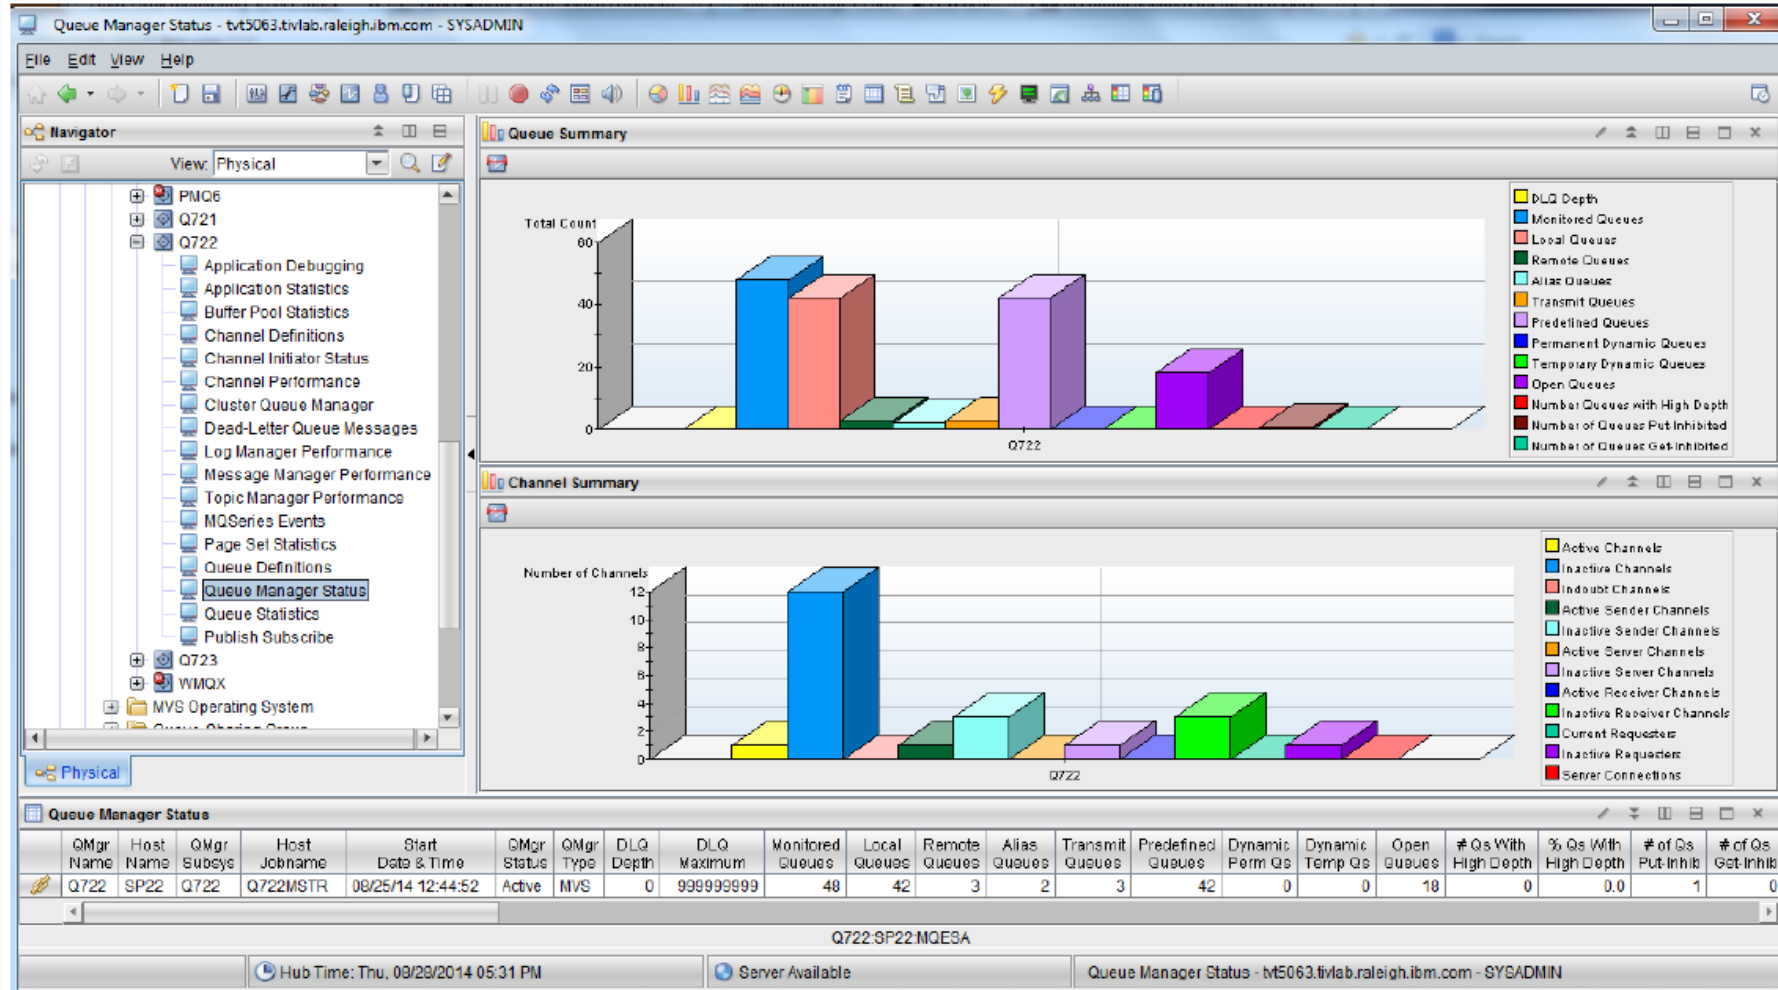 Queue Manager Status - tvt5063.tivlab.raleigh.ibm.com - SYSADMIN
File Edit View Help
Navigator
View: Physical
PMQ6
Q721
Q722
Application Debugging
Application Statistics
Buffer Pool Statistics
Channel Definitions
Channel Initiator Status
Channel Performance
Cluster Queue Manager
Dead-Letter Queue Messages
Log Manager Performance
Message Manager Performance
Topic Manager Performance
MQSeries Events
Page Set Statistics
Queue Definitions
Queue Manager Status
Queue Statistics
Publish Subscribe
Q723
WMQX
MVS Operating System
Physical
Queue Summary
Total Count
60
40
20
0
Q722
DLQ Depth
Monitored Queues
Local Queues
Remote Queues
Alias Queues
Transmit Queues
Predefined Queues
Permanent Dynamic Queues
Temporary Dynamic Queues
Open Queues
Number Queues with High Depth
Number of Queues Put-Inhibited
Number of Queues Get-Inhibited
Channel Summary
Number of Channels
12
10
8
6
4
2
0
Q722
Active Channels
Inactive Channels
Indoubt Channels
Active Sender Channels
Inactive Sender Channels
Active Server Channels
Inactive Server Channels
Active Receiver Channels
Inactive Receiver Channels
Current Requesters
Inactive Requesters
Server Connections
Queue Manager Status
QMgr Host QMgr Host Start QMgr QMgr DLQ DLQ Monitored Local Remote Alias Transmit Predefined Dynamic Dynamic Open # Qs With % Qs With # of Qs # of Qs
Name Name Subsys Jobname Date & Time Status Type Depth Maximum Queues Queues Queues Queues Queues Queues Perm Qs Temp Qs Queues High Depth High Depth Put-Inhib Get-Inhib
Q722 SP22 Q722 Q722MSTR 08/25/14 12:44:52 Active MVS 0 999999999 48 42 3 2 3 42 0 0 18 0 0.0 1 0
Q722:SP22:MQESA
Hub Time: Thu, 08/28/2014 05:31 PM
Server Available
Queue Manager Status - tvt5063.tivlab.raleigh.ibm.com - SYSADMIN